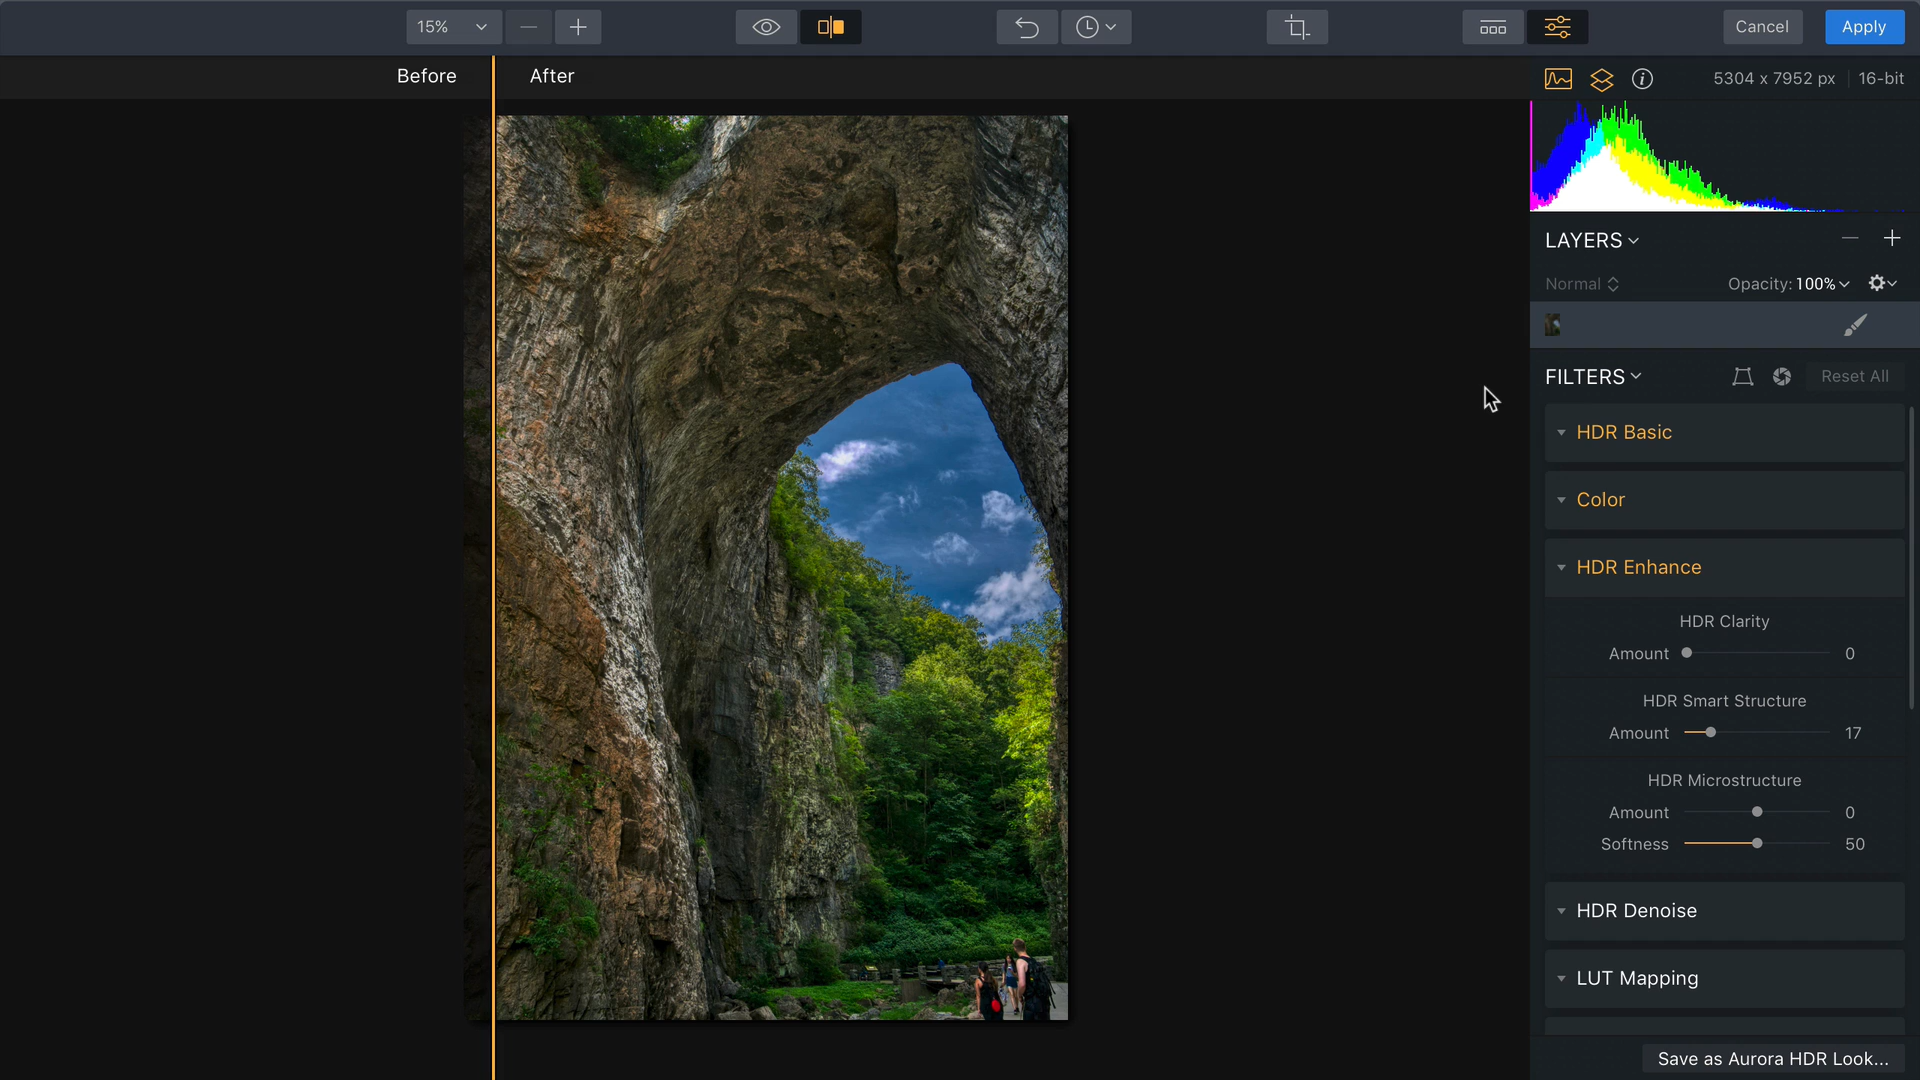 15%
Cancel
Apply
Before
After
5304 x 7952 px
16-bit
LAYERS
Normal
Opacity: 100%
FILTERS
Reset All
HDR Basic
Color
HDR Enhance
HDR Clarity
Amount 0
HDR Smart Structure
Amount 17
HDR Microstructure
Amount 0
Softness 50
HDR Denoise
LUT Mapping
Save as Aurora HDR Look...